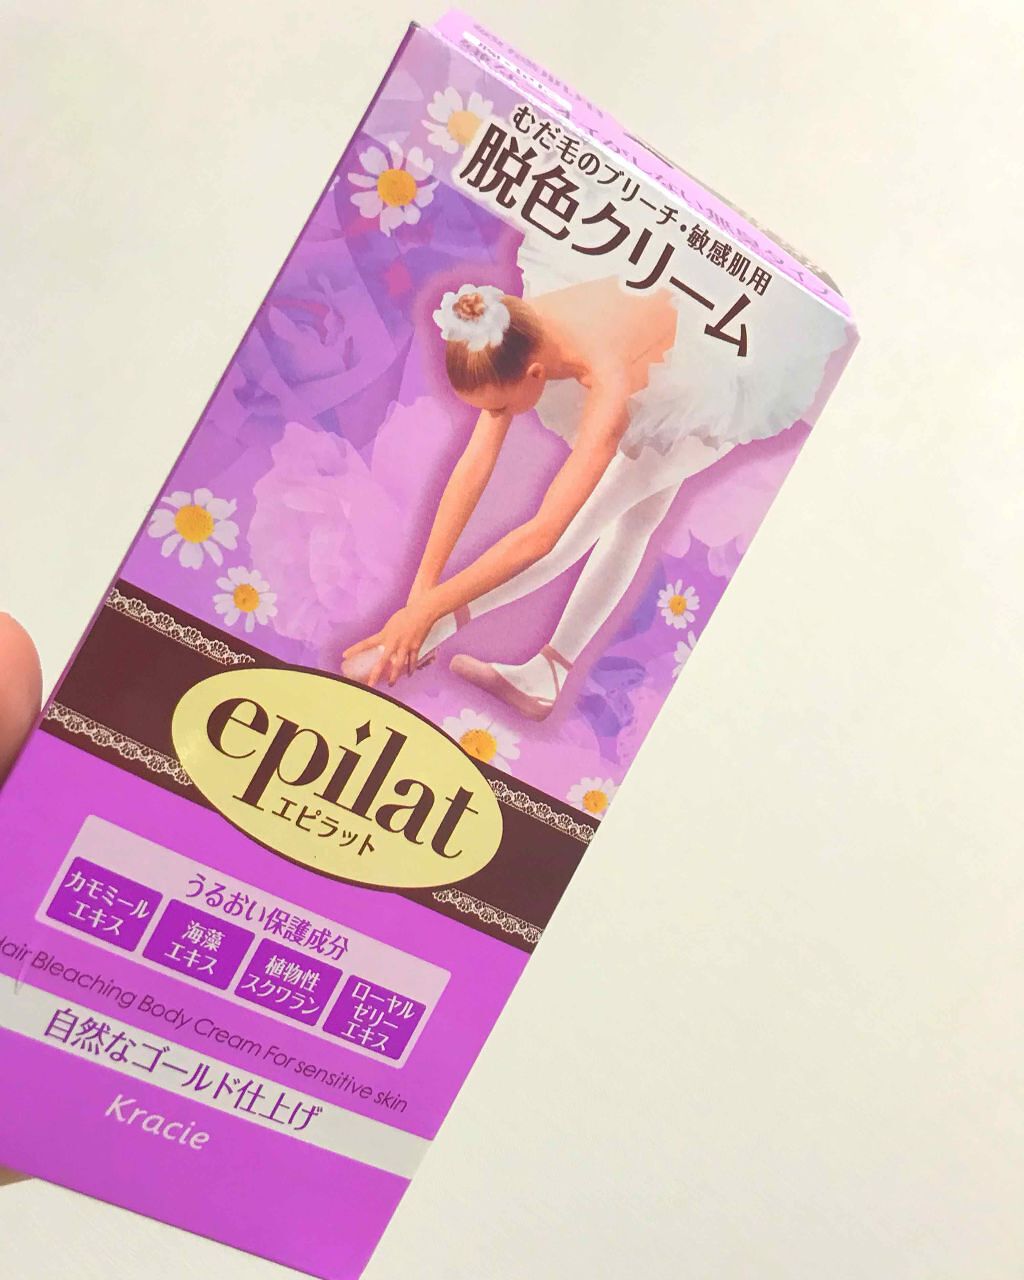 むだ毛のブリーチ・敏感肌用
脱色クリーム
epilat
エピラット
うるおい保護成分
カモミール
エキス
海藻
エキス
植物性
スクワラン
ローヤル
ゼリー
エキス
Hair Bleaching Body Cream For sensitive skin
自然なゴールド仕上げ
Kracie